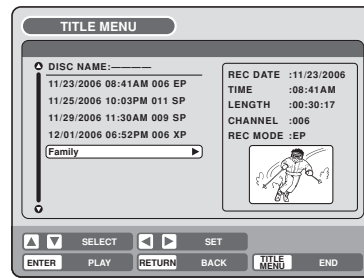 TITLE MENU
DISC NAME:————
11/23/2006 08:41AM 006 EP
11/25/2006 10:03PM 011 SP
11/29/2006 11:30AM 009 SP
12/01/2006 06:52PM 006 XP
Family
REC DATE :11/23/2006
TIME :08:41AM
LENGTH :00:30:17
CHANNEL :006
REC MODE :EP
SELECT SET
ENTER PLAY RETURN BACK TITLE MENU END